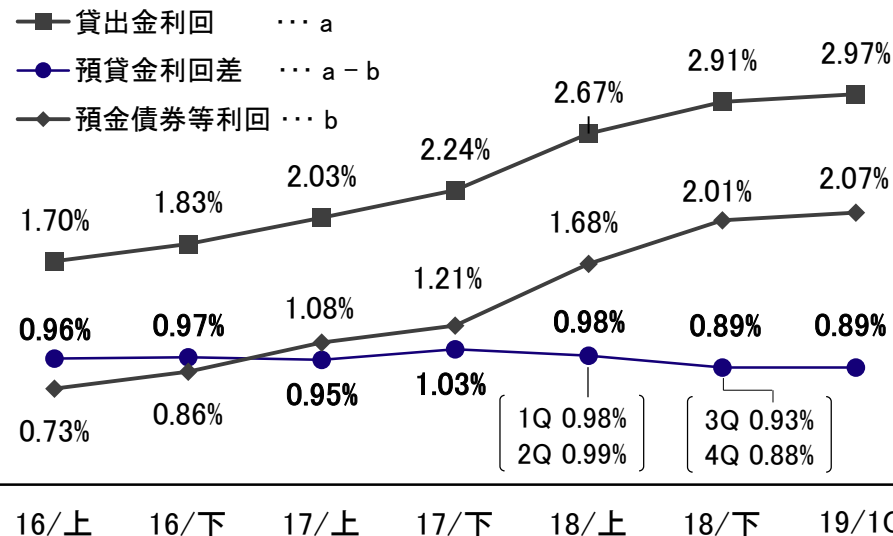 貸出金利回 ··· a
預貸金利回差 ··· a - b
預金債券等利回 ··· b
2.67%
2.91%
2.97%
1.70%
1.83%
2.03%
2.24%
1.68%
2.01%
2.07%
1.08%
1.21%
0.96%
0.97%
0.98%
0.89%
0.89%
0.73%
0.86%
0.95%
1.03%
1Q 0.98%
2Q 0.99%
3Q 0.93%
4Q 0.88%
16/上 16/下 17/上 17/下 18/上 18/下 19/1Q